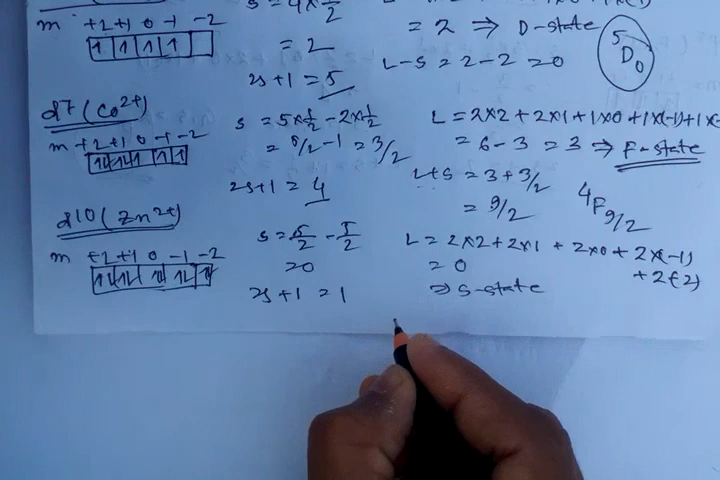 s = 4×½
m +2 +1 0 -1 -2
1 1 1 1
= 2
= 2 ⇒ D-state
⁵D₀
2s+1 = 5
L-S = 2-2 = 0
d7 (Co²⁺)
s = 5×½ - 2×½
L = 2×2 + 2×1 + 1×0 + 1×(-1) + 1×
m +2 +1 0 -1 -2
= 5/2 - 1 = 3/2
= 6 - 3 = 3 ⇒ F-state
2s+1 = 4
L+S = 3 + 3/2
= 9/2
⁴F9/2
d10 (Zn²⁺)
s = 5/2 - 5/2
L = 2×2 + 2×1 + 2×0 + 2×(-1)
m +2 +1 0 -1 -2
= 0
= 0
+2(-2)
2s+1 = 1
⇒ S-state